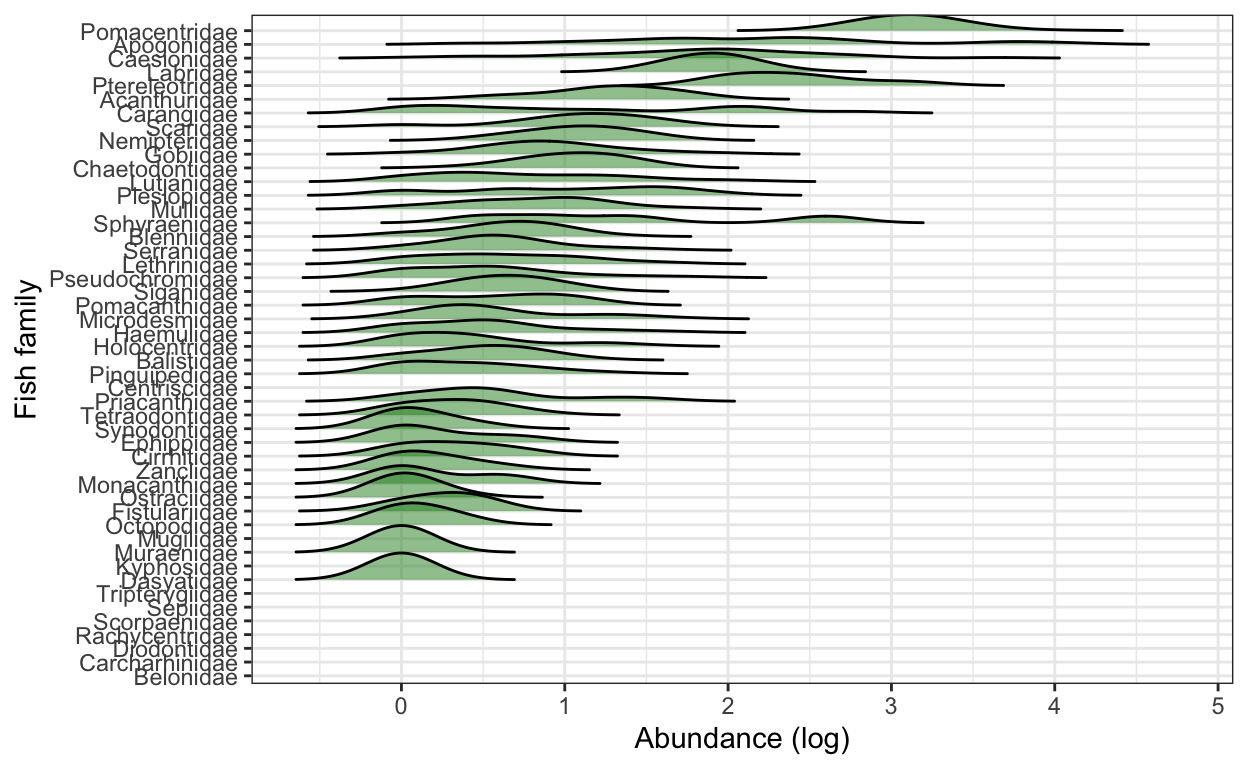 Pomacentridae
Apogonidae
Caesionidae
Labridae
Ptereleotridae
Acanthuridae
Carangidae
Scaridae
Nemipteridae
Gobiidae
Chaetodontidae
Lutjanidae
Plesiopidae
Mullidae
Sphyraenidae
Blenniidae
Serranidae
Lethrinidae
Pseudochromidae
Siganidae
Pomacanthidae
Microdesmidae
Haemulidae
Holocentridae
Balistidae
Pinguipedidae
Centriscidae
Priacanthidae
Tetraodontidae
Synodontidae
Ephippidae
Cirrhitidae
Zanclidae
Monacanthidae
Ostraciidae
Fistulariidae
Octopodidae
Mugilidae
Muraenidae
Kyphosidae
Dasyatidae
Tripterygiidae
Sepiidae
Scorpaenidae
Rachycentridae
Diodontidae
Carcharhinidae
Belonidae
Fish family
0 1 2 3 4 5
Abundance (log)